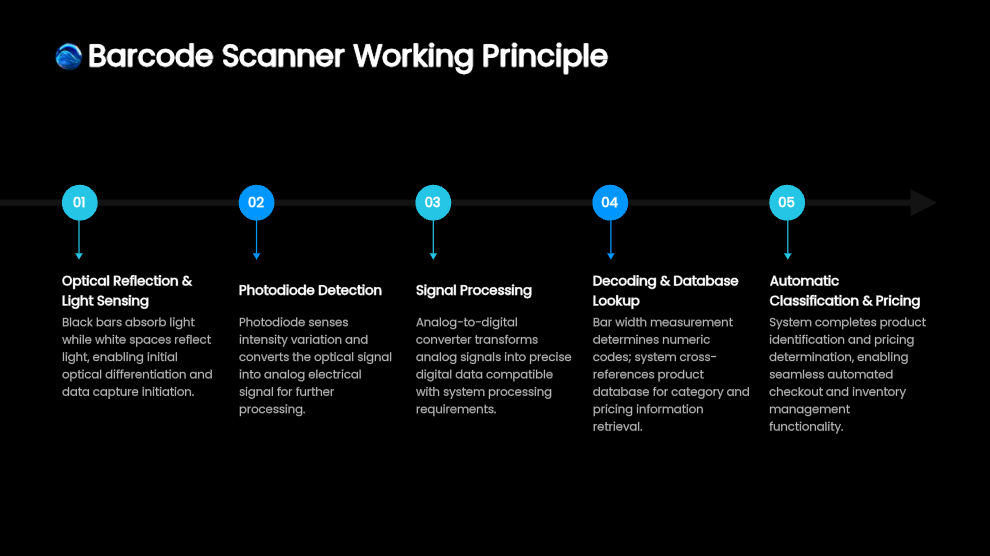 Barcode Scanner Working Principle
01
02
03
04
05
Optical Reflection &
Light Sensing
Black bars absorb light
while white spaces reflect
light, enabling initial
optical differentiation and
data capture initiation.
Photodiode Detection
Photodiode senses
intensity variation and
converts the optical signal
into analog electrical
signal for further
processing.
Signal Processing
Analog-to-digital
converter transforms
analog signals into precise
digital data compatible
with system processing
requirements.
Decoding & Database
Lookup
Bar width measurement
determines numeric
codes; system cross-
references product
database for category and
pricing information
retrieval.
Automatic
Classification & Pricing
System completes product
identification and pricing
determination, enabling
seamless automated
checkout and inventory
management
functionality.